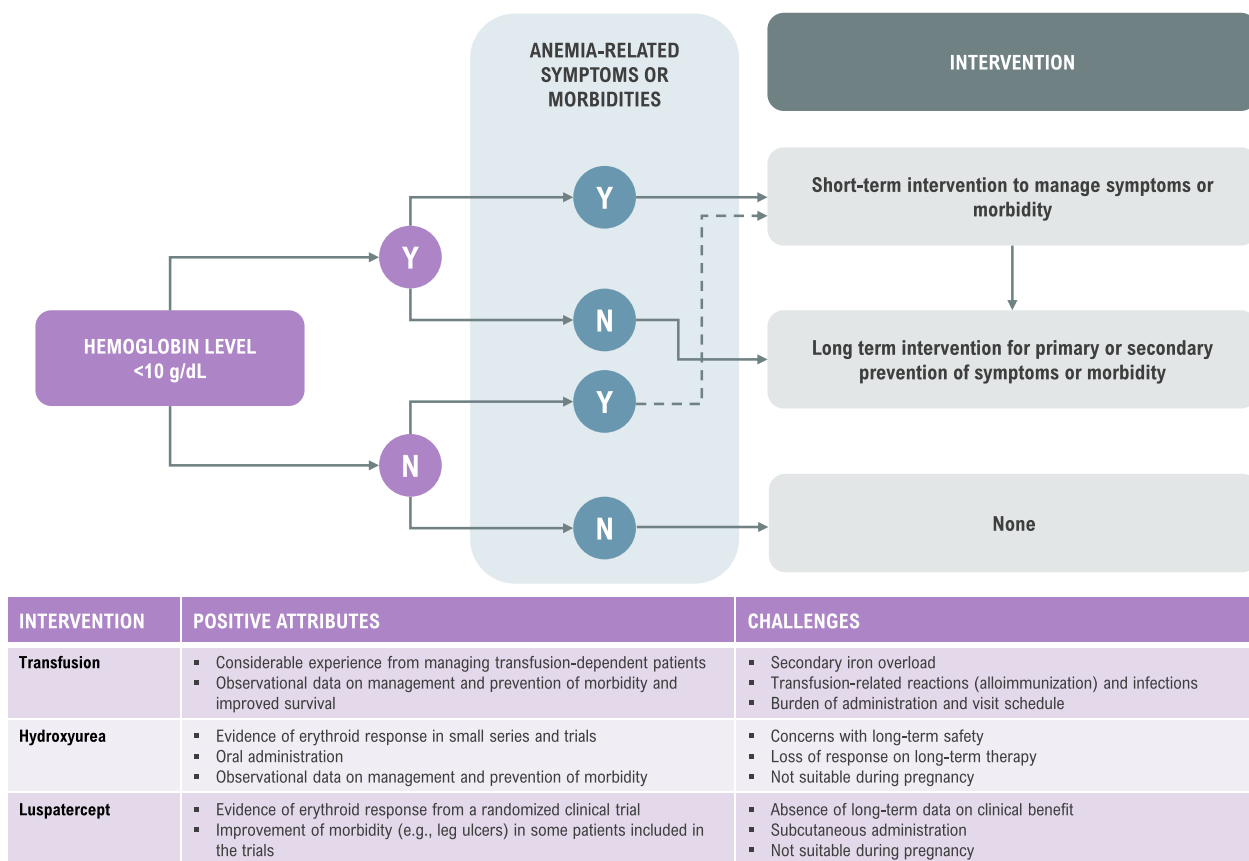 ANEMIA-RELATED
SYMPTOMS OR
MORBIDITIES
INTERVENTION
Y
Short-term intervention to manage symptoms or
morbidity
Y
N
HEMOGLOBIN LEVEL
<10 g/dL
Long term intervention for primary or secondary
prevention of symptoms or morbidity
Y
N
N
None
INTERVENTION
POSITIVE ATTRIBUTES
CHALLENGES
Transfusion
▪ Considerable experience from managing transfusion-dependent patients
▪ Observational data on management and prevention of morbidity and
improved survival
▪ Secondary iron overload
▪ Transfusion-related reactions (alloimmunization) and infections
▪ Burden of administration and visit schedule
Hydroxyurea
▪ Evidence of erythroid response in small series and trials
▪ Oral administration
▪ Observational data on management and prevention of morbidity
▪ Concerns with long-term safety
▪ Loss of response on long-term therapy
▪ Not suitable during pregnancy
Luspatercept
▪ Evidence of erythroid response from a randomized clinical trial
▪ Improvement of morbidity (e.g., leg ulcers) in some patients included in
the trials
▪ Absence of long-term data on clinical benefit
▪ Subcutaneous administration
▪ Not suitable during pregnancy